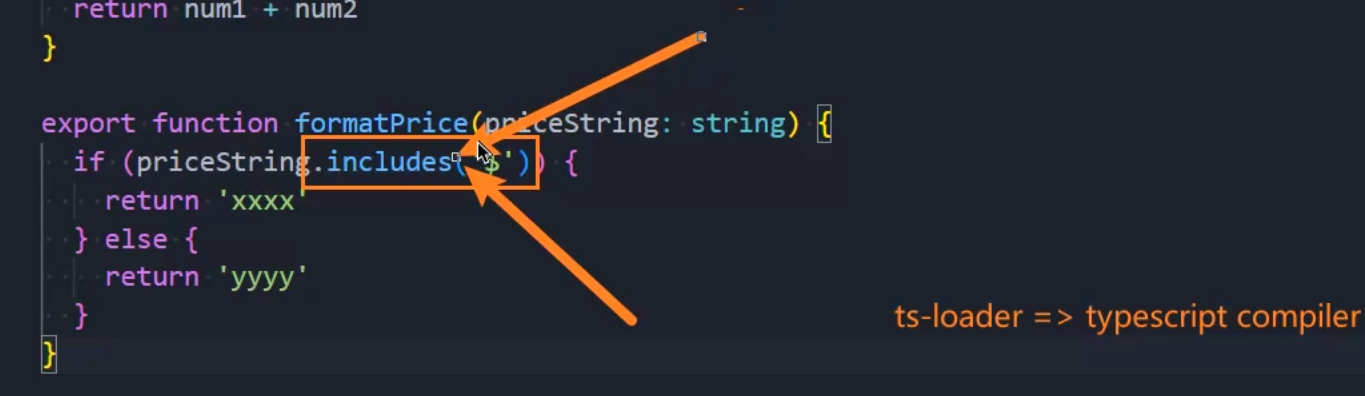 return num1 + num2
}
export function formatPrice(priceString: string) {
if (priceString.includes('$')) {
return 'xxxx'
} else {
return 'yyyy'
}
ts-loader => typescript compiler
}